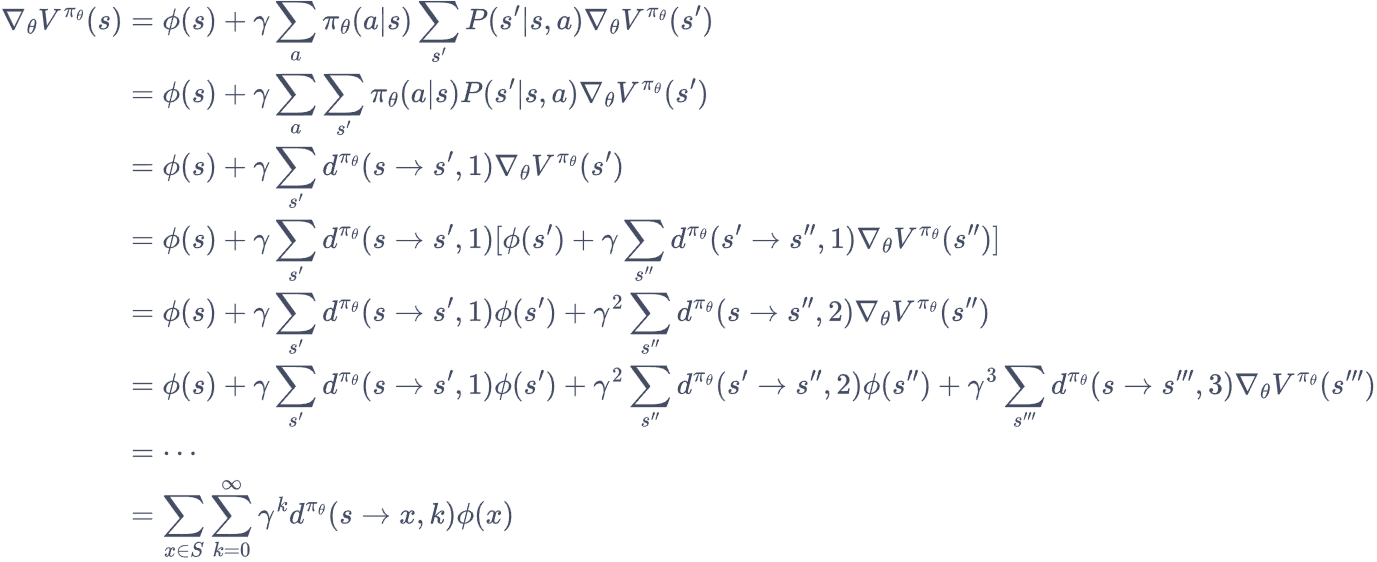 $\nabla_\theta V^{\pi_\theta}(s) = \phi(s) + \gamma \sum_a \pi_\theta(a|s) \sum_{s'} P(s'|s,a) \nabla_\theta V^{\pi_\theta}(s')$
$= \phi(s) + \gamma \sum_a \sum_{s'} \pi_\theta(a|s) P(s'|s,a) \nabla_\theta V^{\pi_\theta}(s')$
$= \phi(s) + \gamma \sum_{s'} d^{\pi_\theta}(s \to s', 1) \nabla_\theta V^{\pi_\theta}(s')$
$= \phi(s) + \gamma \sum_{s'} d^{\pi_\theta}(s \to s', 1) [\phi(s') + \gamma \sum_{s''} d^{\pi_\theta}(s' \to s'', 1) \nabla_\theta V^{\pi_\theta}(s'')]$
$= \phi(s) + \gamma \sum_{s'} d^{\pi_\theta}(s \to s', 1) \phi(s') + \gamma^2 \sum_{s''} d^{\pi_\theta}(s \to s'', 2) \nabla_\theta V^{\pi_\theta}(s'')$
$= \phi(s) + \gamma \sum_{s'} d^{\pi_\theta}(s \to s', 1) \phi(s') + \gamma^2 \sum_{s''} d^{\pi_\theta}(s' \to s'', 2) \phi(s'') + \gamma^3 \sum_{s'''} d^{\pi_\theta}(s \to s''', 3) \nabla_\theta V^{\pi_\theta}(s''')$
$= \cdots$
$= \sum_{x \in S} \sum_{k=0}^{\infty} \gamma^k d^{\pi_\theta}(s \to x, k) \phi(x)$